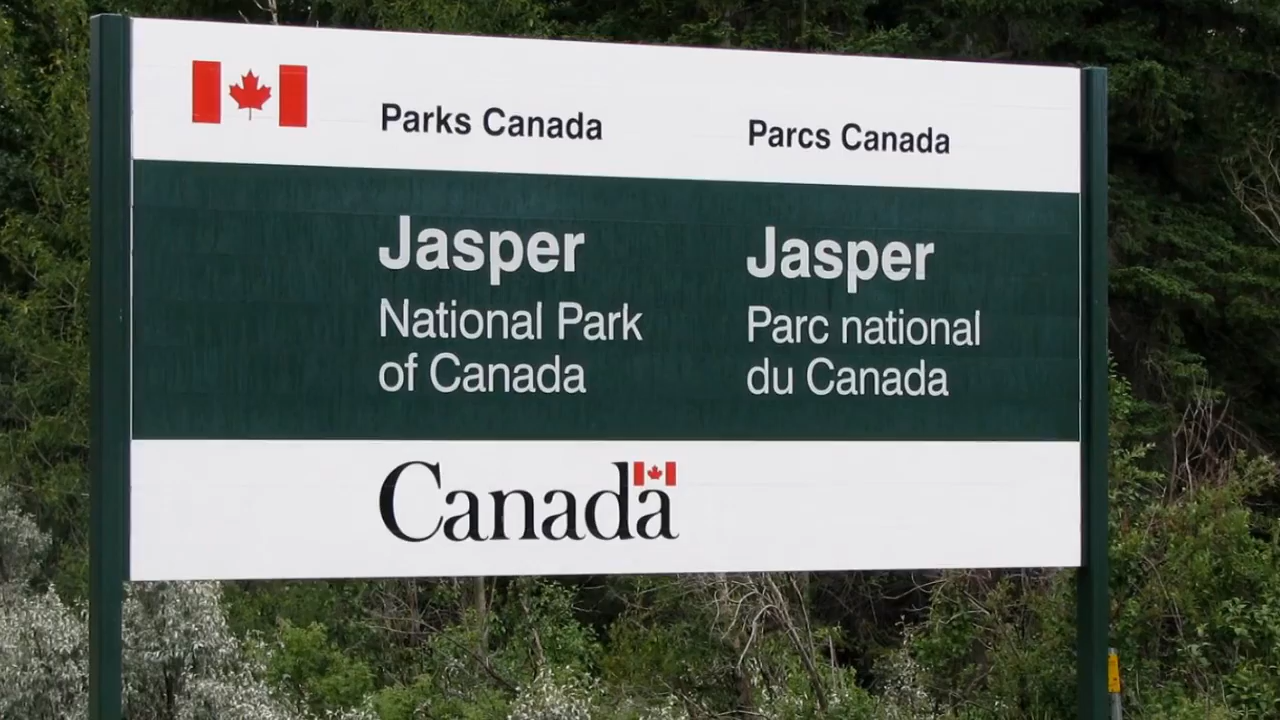 Parks Canada
Parcs Canada
Jasper
National Park
of Canada
Jasper
Parc national
du Canada
Canada